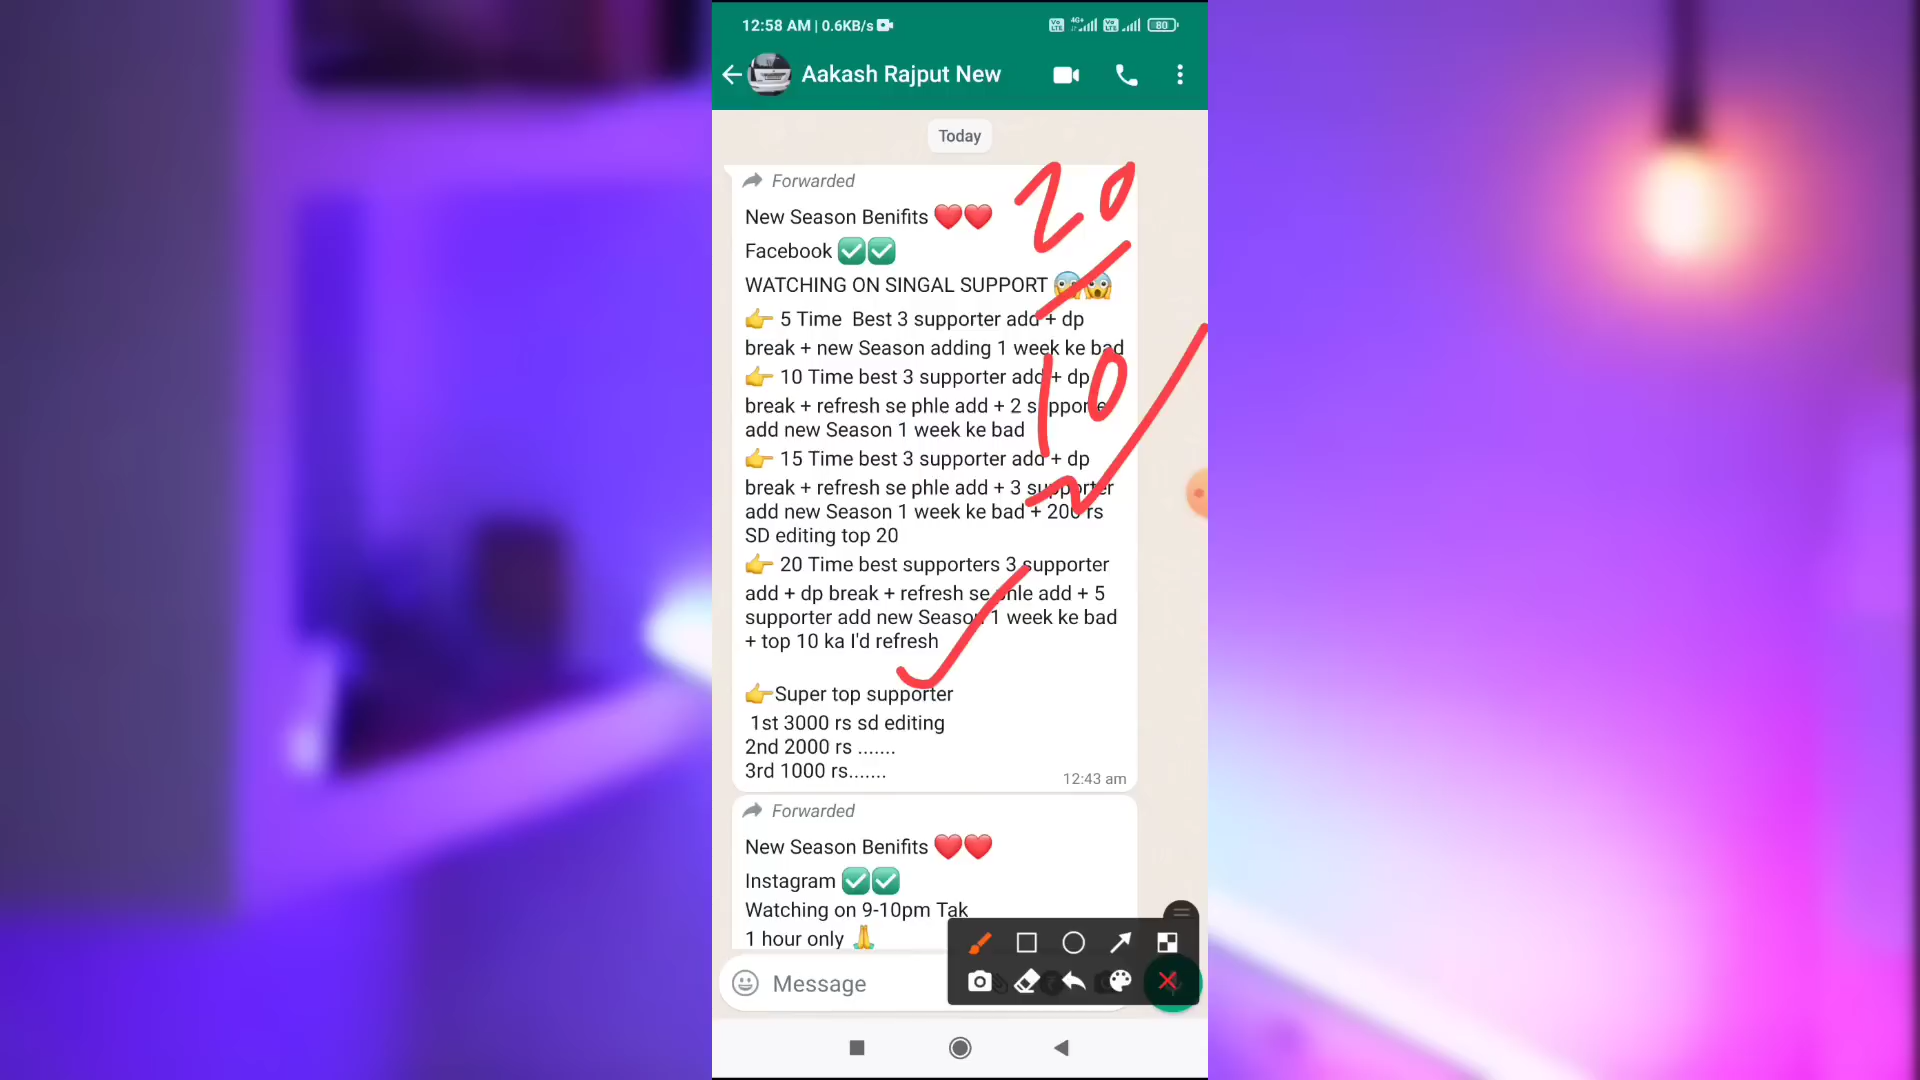 12:58 AM | 0.6KB/s
4G+
80
Aakash Rajput New
Today
Forwarded
20
New Season Benifits ❤️❤️
Facebook ✅✅
WATCHING ON SINGAL SUPPORT 😱😱
👉 5 Time Best 3 supporter add + dp
break + new Season adding 1 week ke bad
10
👉 10 Time best 3 supporter add + dp
break + refresh se phle add + 2 supporter
add new Season 1 week ke bad
👉 15 Time best 3 supporter add + dp
break + refresh se phle add + 3 supporter
add new Season 1 week ke bad + 200 rs
SD editing top 20
👉 20 Time best supporters 3 supporter
add + dp break + refresh se phle add + 5
supporter add new Season 1 week ke bad
+ top 10 ka I'd refresh
👉Super top supporter
1st 3000 rs sd editing
2nd 2000 rs .......
3rd 1000 rs.......
12:43 am
Forwarded
New Season Benifits ❤️❤️
Instagram ✅✅
Watching on 9-10pm Tak
1 hour only 🙏
Message